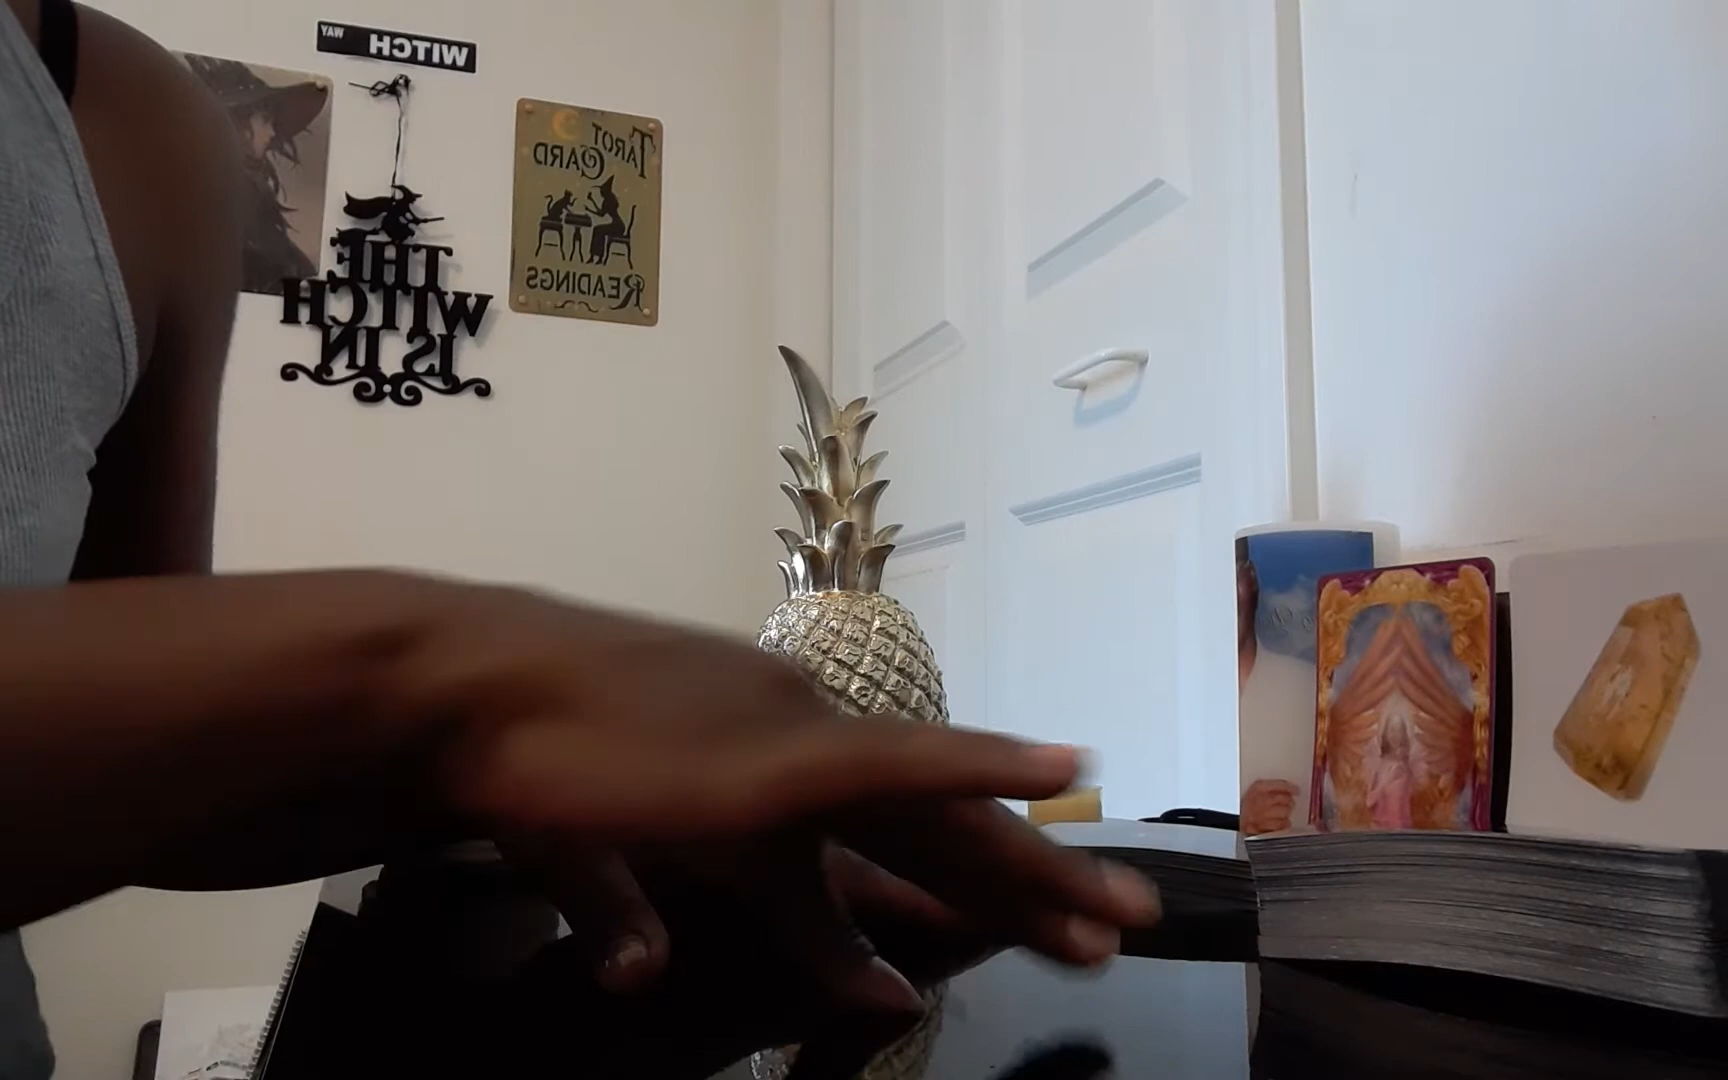 WITCH WAY
TAROT
CARD
READINGS
THE
WITCH
IS IN